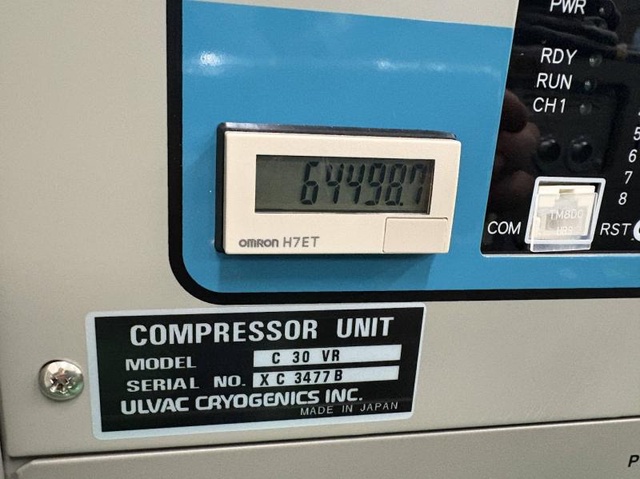 PWR
RDY
RUN
CH1
5
6
7
8
64498.7
OMRON H7ET
COM
RST
COMPRESSOR UNIT
MODEL C 30 VR
SERIAL NO. XC 3477B
ULVAC CRYOGENICS INC.
MADE IN JAPAN
P